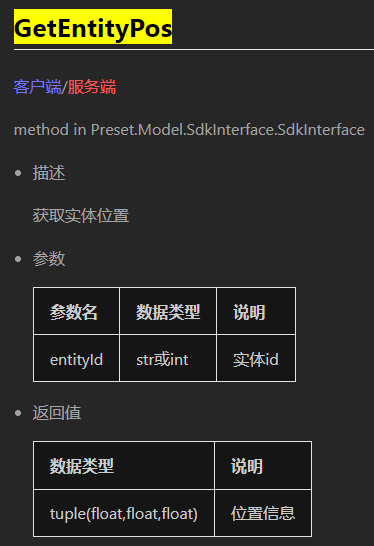 GetEntityPos
客户端/服务端
method in Preset.Model.SdkInterface.SdkInterface
描述
获取实体位置
参数
参数名 数据类型 说明
entityId str或int 实体id
返回值
数据类型 说明
tuple(float,float,float) 位置信息